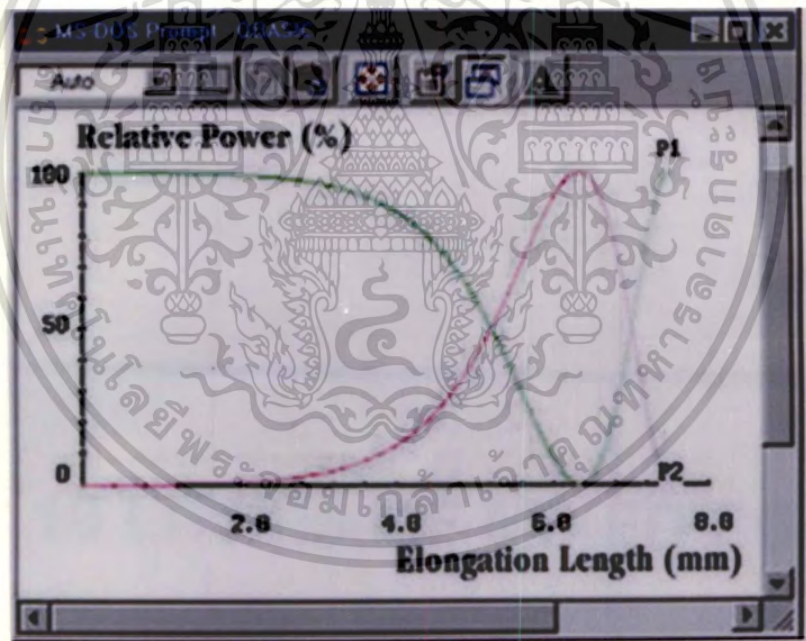 MS-DOS Prompt - QBASIC
Auto
A
Relative Power (%)
P1
100
50
0
P2
2.0
4.0
6.0
8.0
Elongation Length (mm)